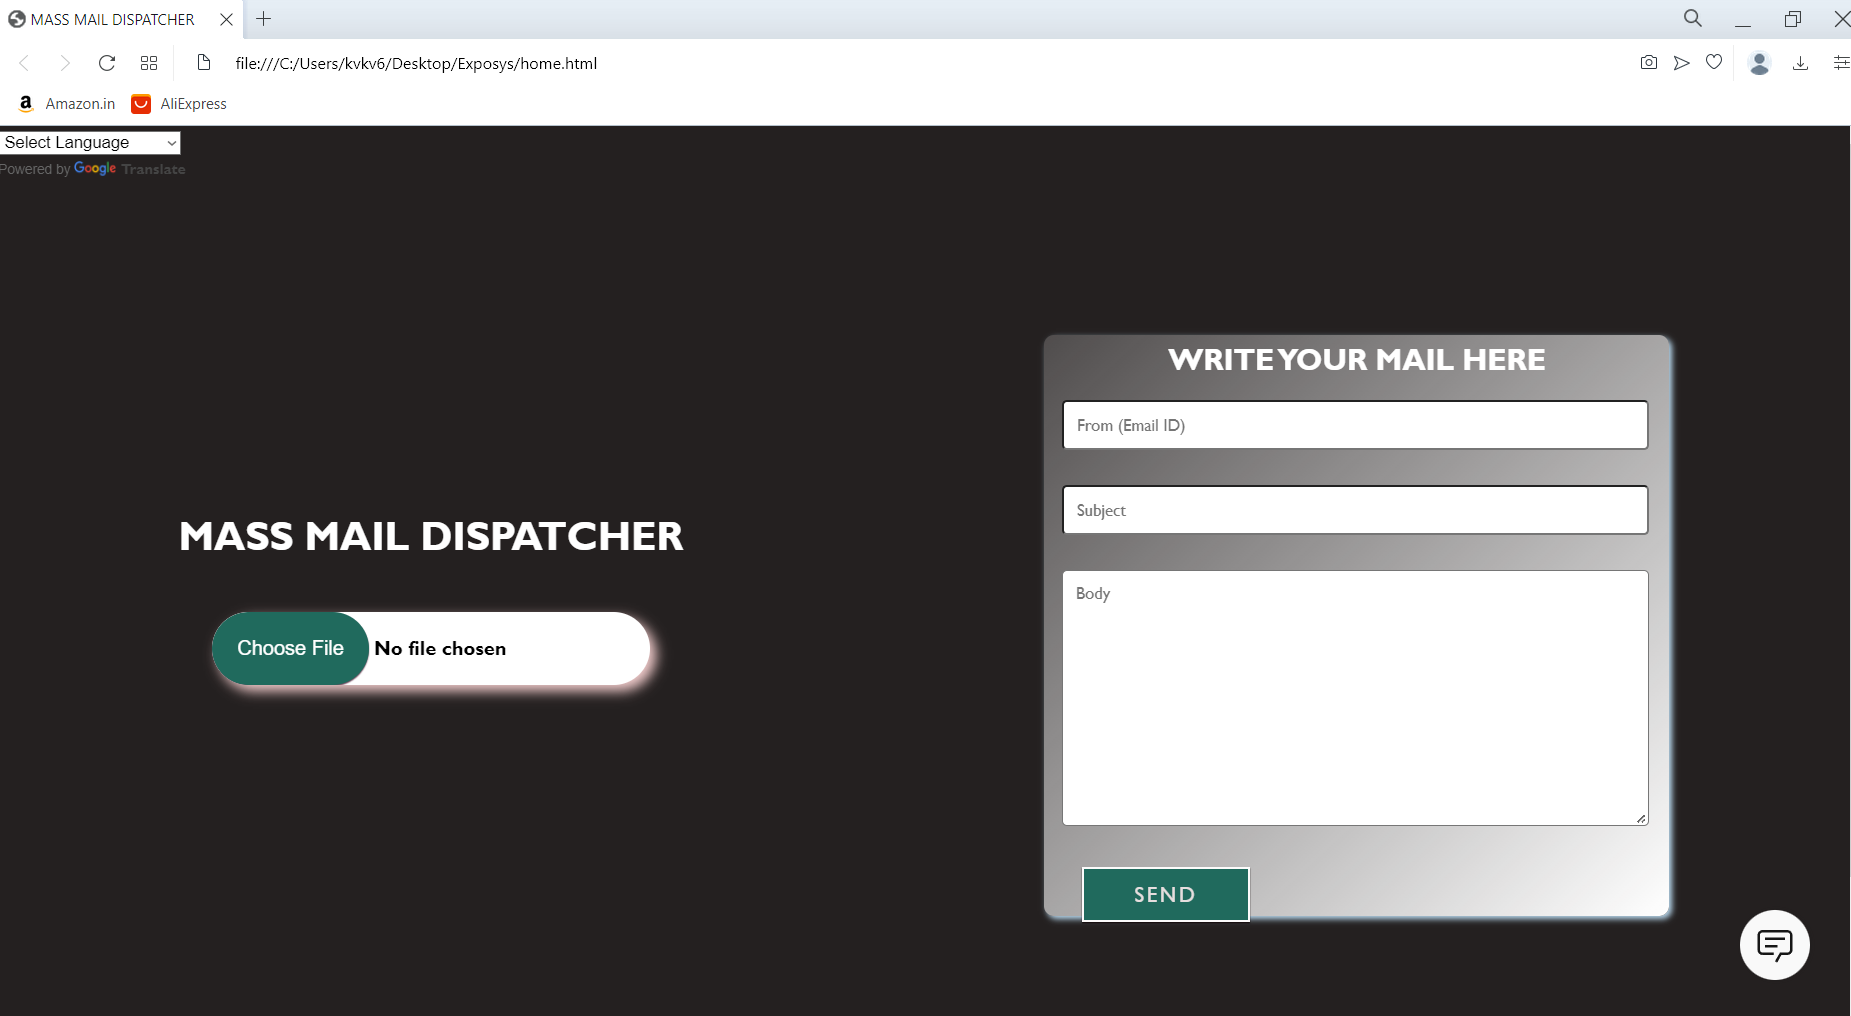 MASS MAIL DISPATCHER
file:///C:/Users/kvkv6/Desktop/Exposys/home.html
a Amazon.in AliExpress
Select Language
Powered by Google Translate
WRITE YOUR MAIL HERE
From (Email ID)
Subject
MASS MAIL DISPATCHER
Body
Choose File No file chosen
SEND